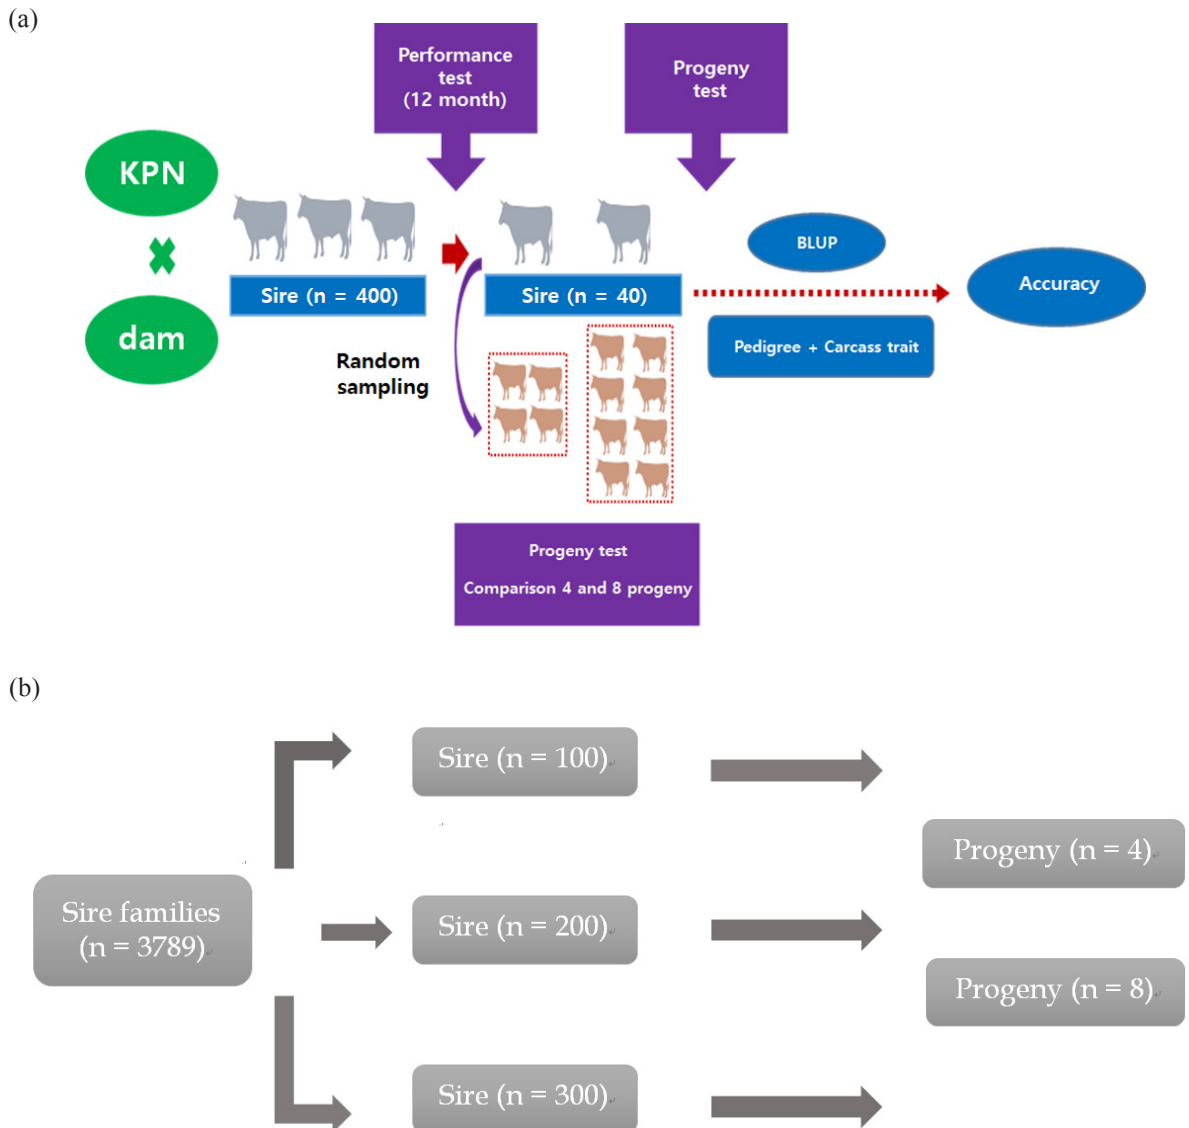 (a)
Performance
test
(12 month)
Progeny
test
KPN
dam
Sire (n = 400)
Sire (n = 40)
BLUP
Accuracy
Pedigree + Carcass trait
Random
sampling
Progeny test
Comparison 4 and 8 progeny
(b)
Sire families
(n = 3789)
Sire (n = 100)
Sire (n = 200)
Sire (n = 300)
Progeny (n = 4)
Progeny (n = 8)